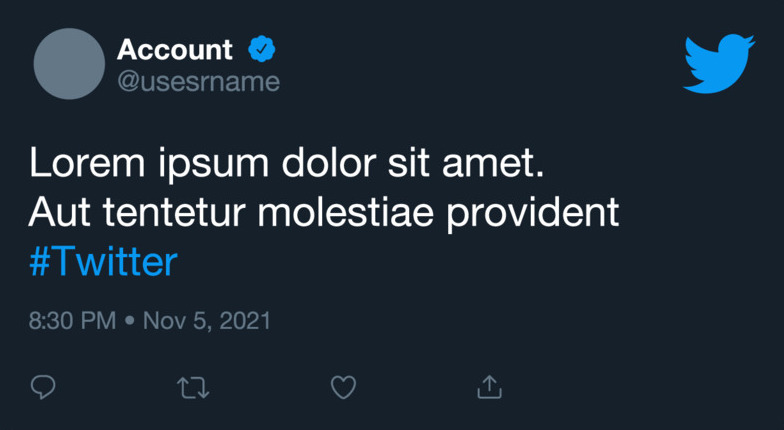 Account
@usesrname
Lorem ipsum dolor sit amet.
Aut tentetur molestiae provident
#Twitter
8:30 PM • Nov 5, 2021